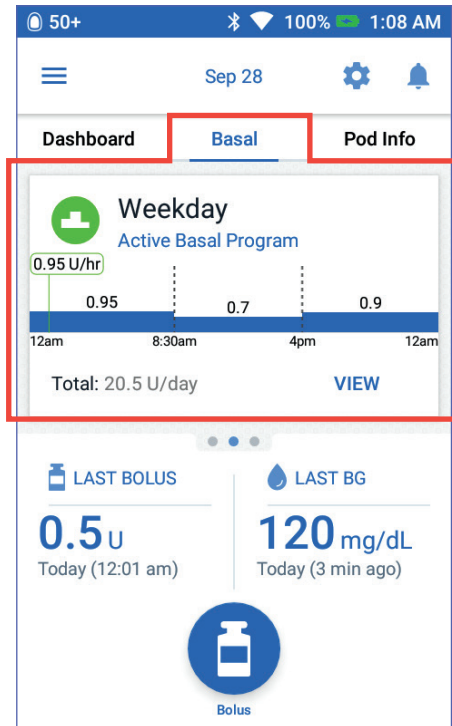 50+ 100% 1:08 AM
Sep 28
Dashboard Basal Pod Info
Weekday
Active Basal Program
0.95 U/hr
0.95 0.7 0.9
12am 8:30am 4pm 12am
Total: 20.5 U/day VIEW
LAST BOLUS LAST BG
0.5 U 120 mg/dL
Today (12:01 am) Today (3 min ago)
Bolus